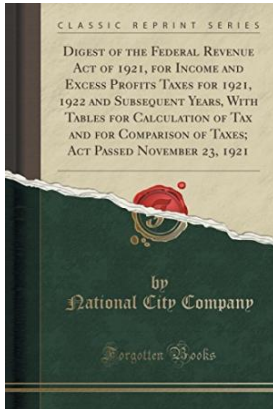 CLASSIC REPRINT SERIES
DIGEST OF THE FEDERAL REVENUE
ACT OF 1921, FOR INCOME AND
EXCESS PROFITS TAXES FOR 1921,
1922 AND SUBSEQUENT YEARS, WITH
TABLES FOR CALCULATION OF TAX
AND FOR COMPARISON OF TAXES;
ACT PASSED NOVEMBER 23, 1921
by
National City Company
Forgotten Books